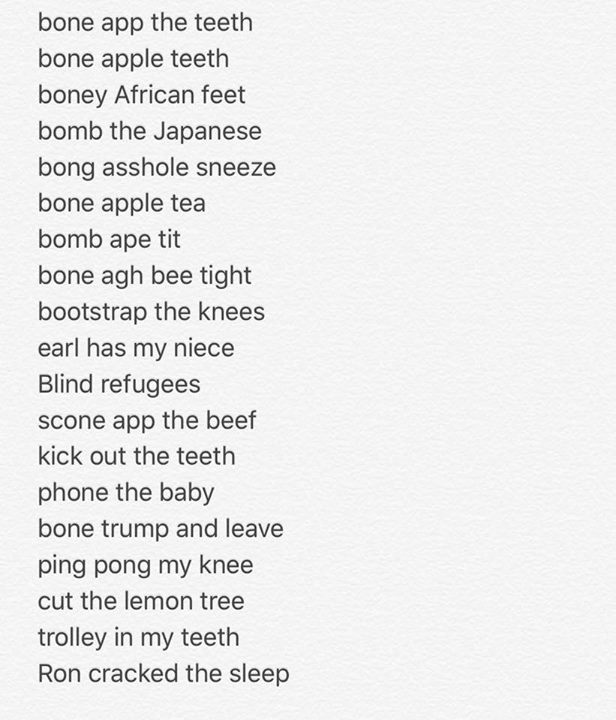 bone app the teeth
bone apple teeth
boney African feet
bomb the Japanese
bong asshole sneeze
bone apple tea
bomb ape tit
bone agh bee tight
bootstrap the knees
earl has my niece
Blind refugees
scone app the beef
kick out the teeth
phone the baby
bone trump and leave
ping pong my knee
cut the lemon tree
trolley in my teeth
Ron cracked the sleep